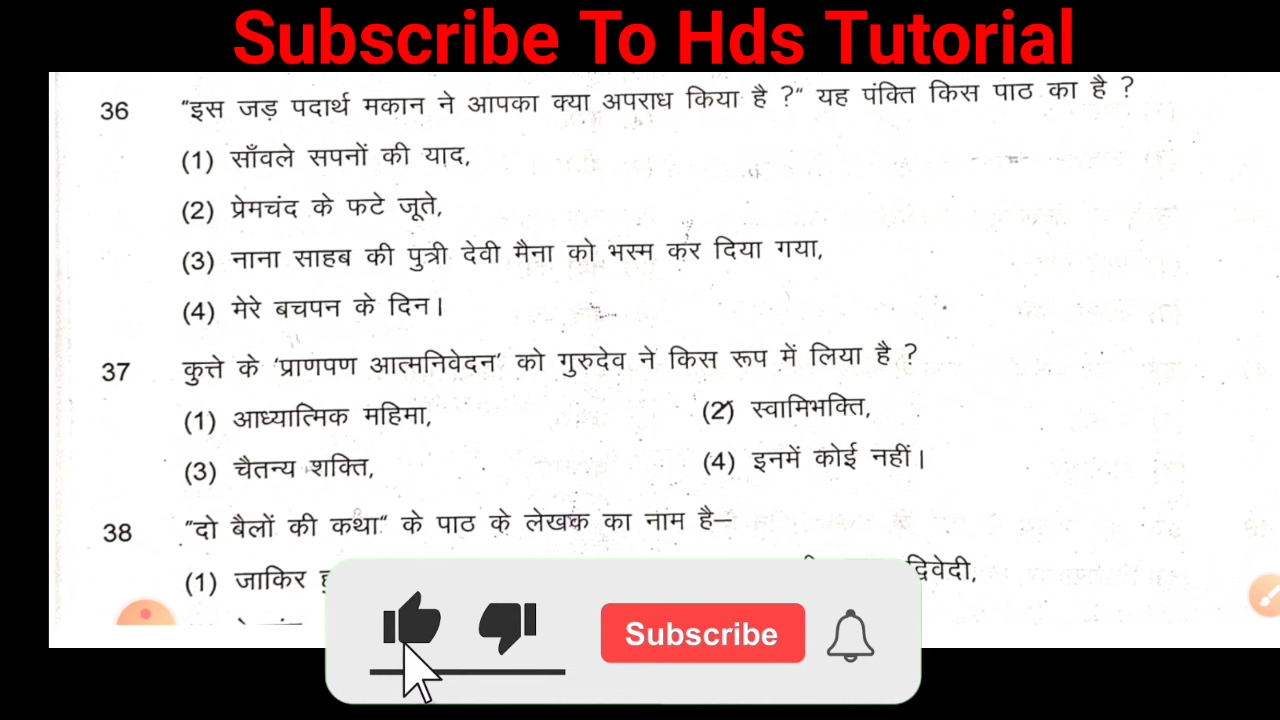 Subscribe To Hds Tutorial
36 "इस जड़ पदार्थ मकान ने आपका क्या अपराध किया है ?" यह पंक्ति किस पाठ का है ?
(1) साँवले सपनों की याद,
(2) प्रेमचंद के फटे जूते,
(3) नाना साहब की पुत्री देवी मैना को भस्म कर दिया गया,
(4) मेरे बचपन के दिन।
37 कुत्ते के 'प्राणपण आत्मनिवेदन' को गुरुदेव ने किस रूप में लिया है ?
(1) आध्यात्मिक महिमा, (2) स्वामिभक्ति,
(3) चैतन्य शक्ति, (4) इनमें कोई नहीं।
38 "दो बैलों की कथा" के पाठ के लेखक का नाम है–
(1) जाकिर द्विवेदी,
Subscribe